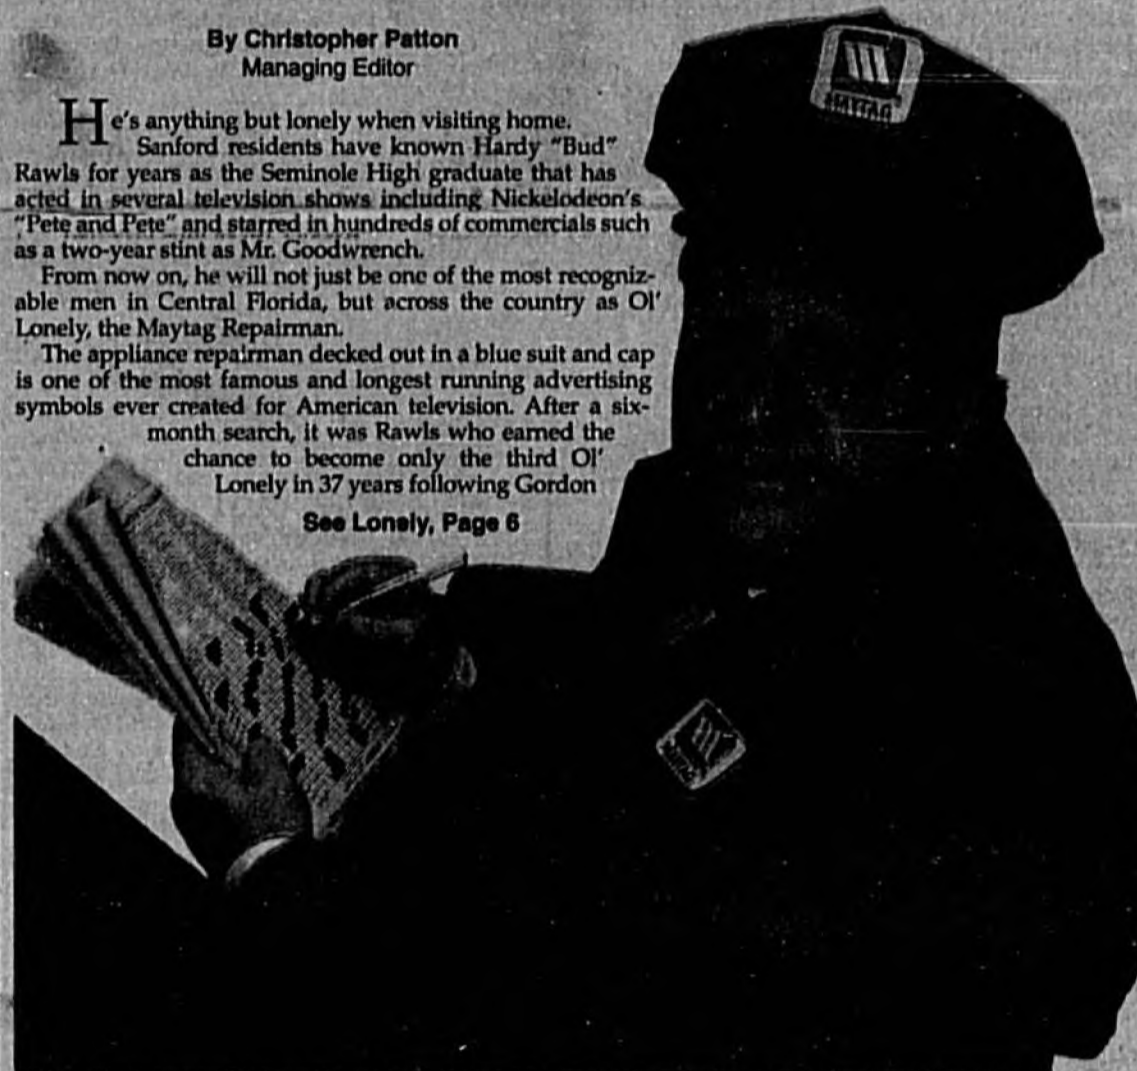 By Christopher Patton
Managing Editor
He's anything but lonely when visiting home.
Sanford residents have known Hardy "Bud"
Rawls for years as the Seminole High graduate that has
acted in several television shows including Nickelodeon's
"Pete and Pete" and starred in hundreds of commercials such
as a two-year stint as Mr. Goodwrench.
From now on, he will not just be one of the most recogniz-
able men in Central Florida, but across the country as Ol'
Lonely, the Maytag Repairman.
The appliance repairman decked out in a blue suit and cap
is one of the most famous and longest running advertising
symbols ever created for American television. After a six-
month search, it was Rawls who earned the
chance to become only the third Ol'
Lonely in 37 years following Gordon
See Lonely, Page 6
MAYTAG